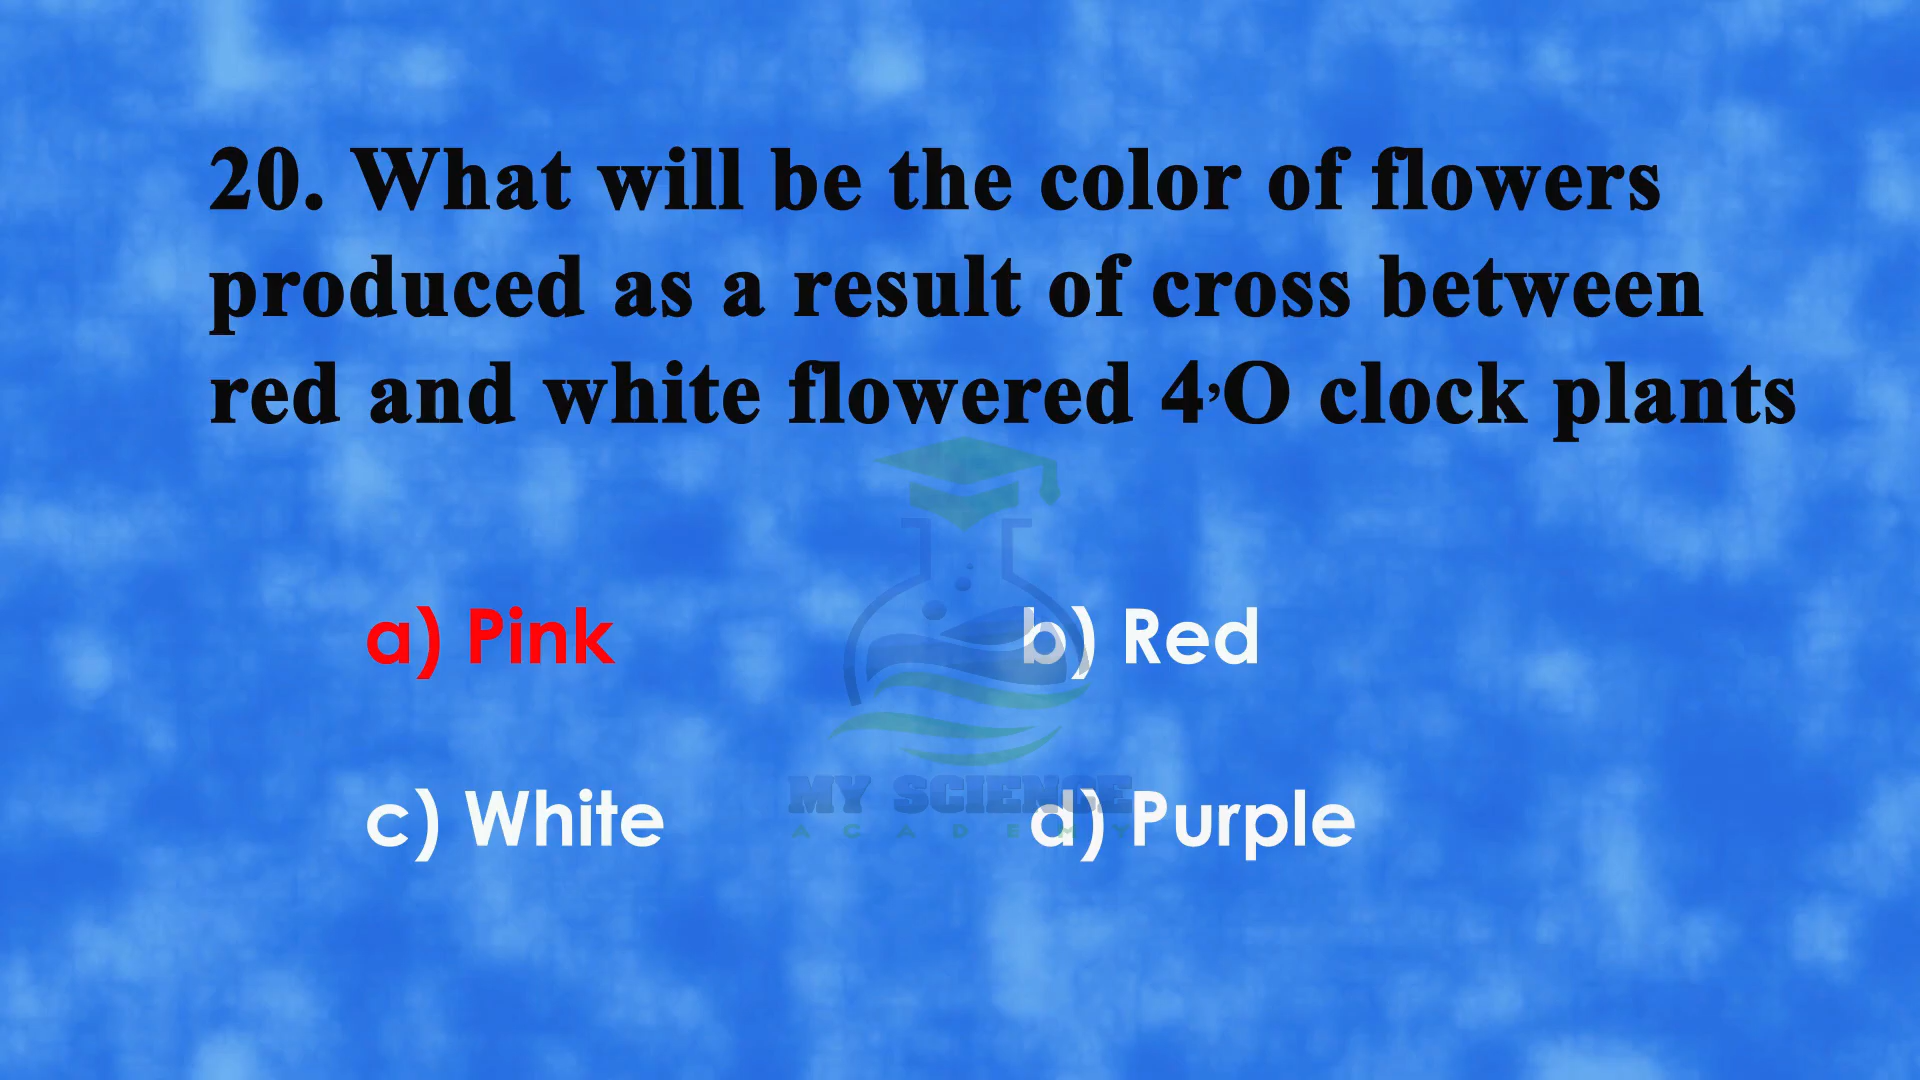 20. What will be the color of flowers
produced as a result of cross between
red and white flowered 4,O clock plants
a) Pink
b) Red
c) White
d) Purple
MY SCIENCE
ACADEMY